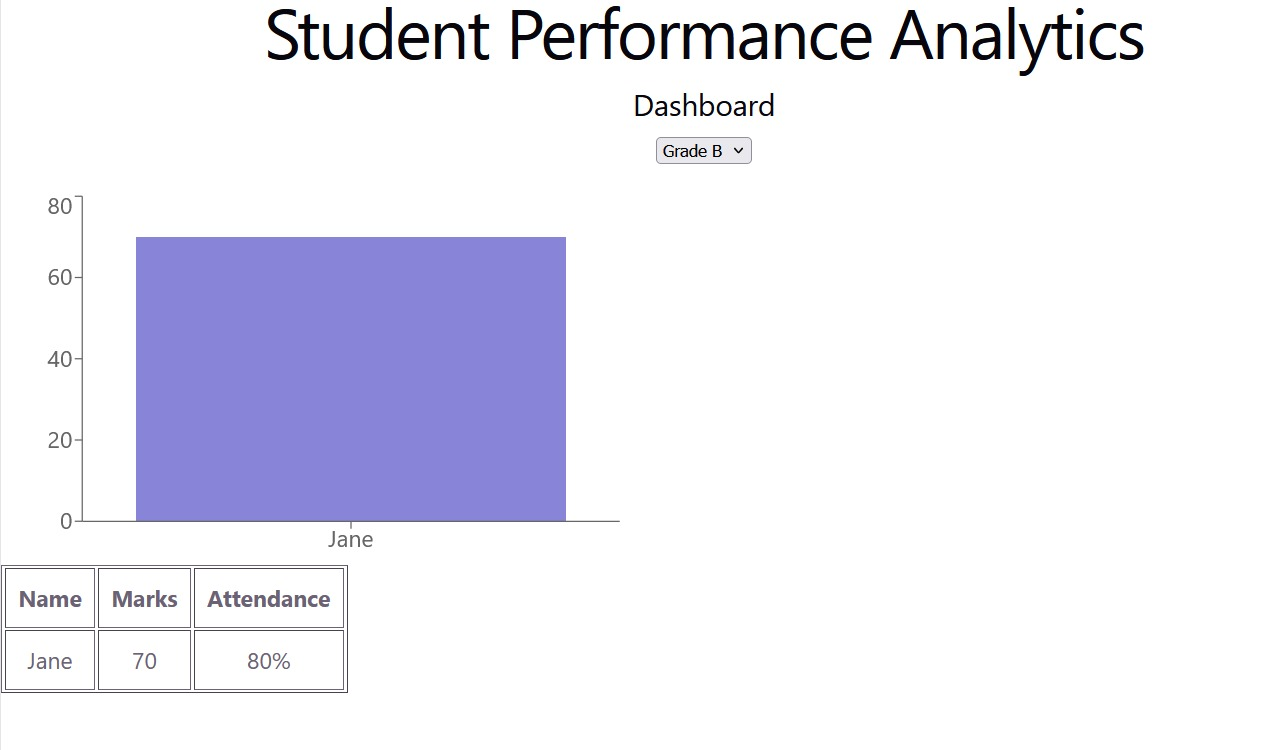 Student Performance Analytics
Dashboard
Grade B
80
60
40
20
0
Jane
Name Marks Attendance
Jane 70 80%